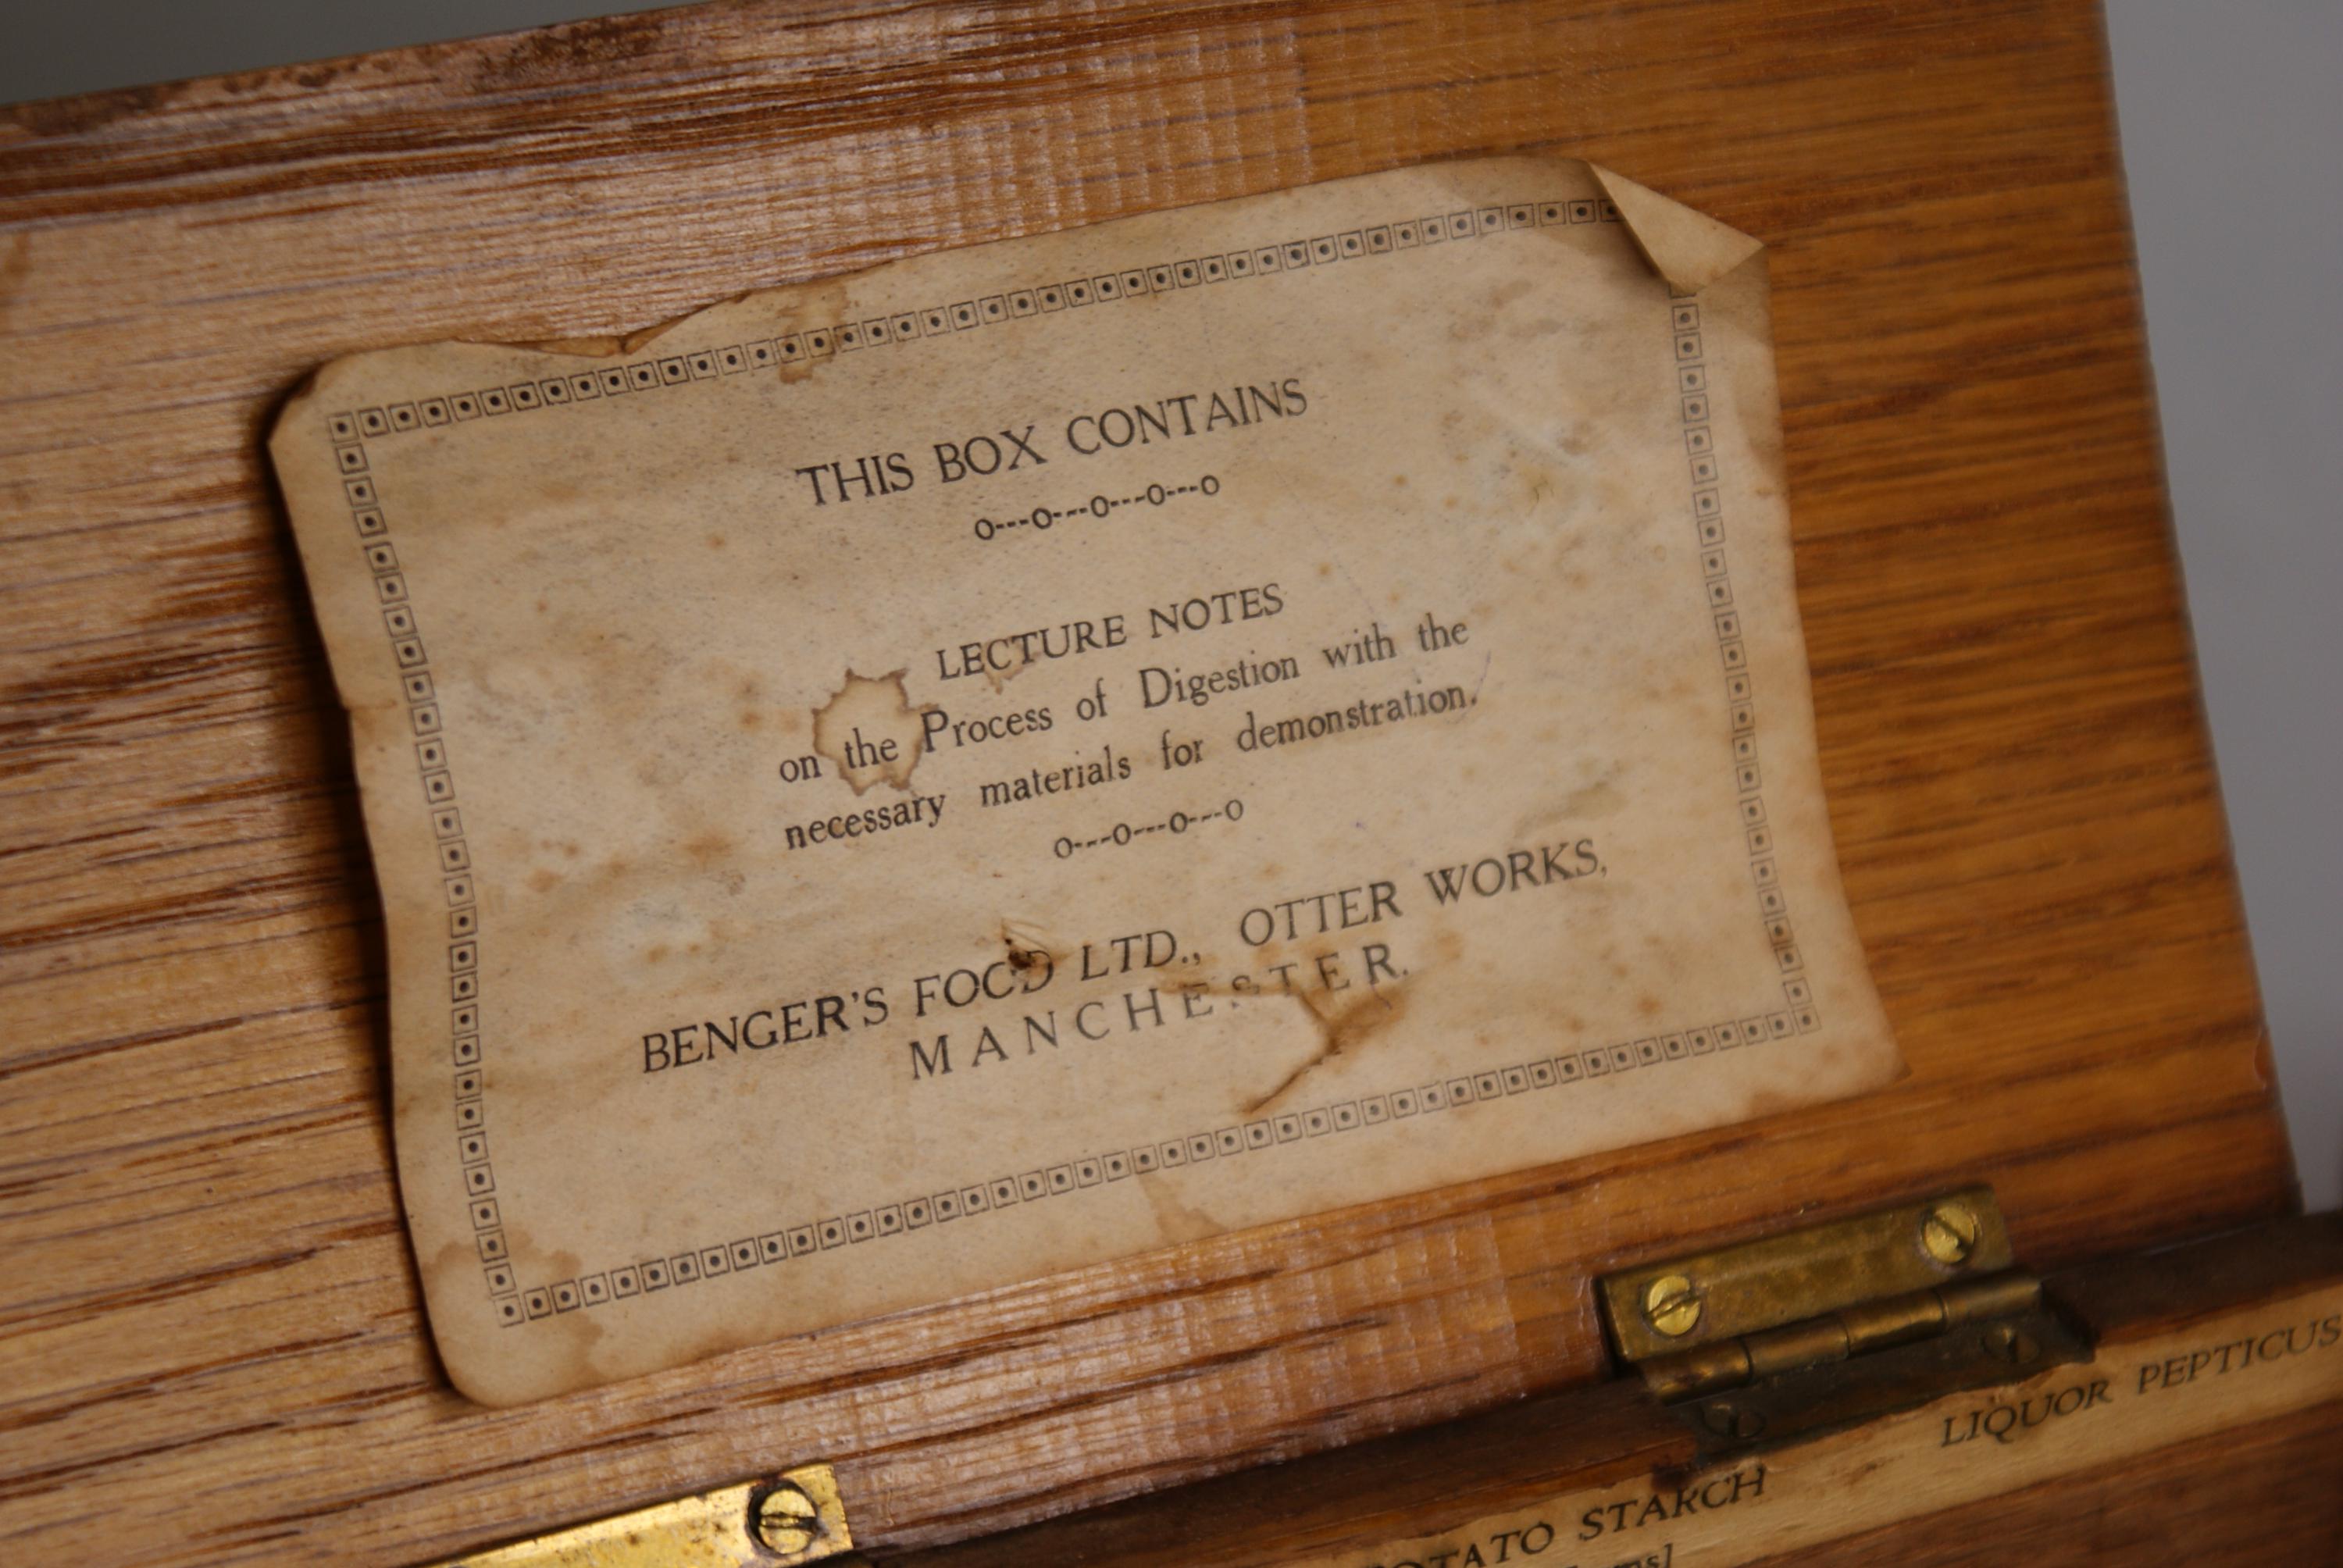 THIS BOX CONTAINS
o---o---o---o---o
LECTURE NOTES
on the Process of Digestion with the
necessary materials for demonstration.
o---o---o---o
BENGER'S FOOD LTD., OTTER WORKS,
MANCHESTER.
LIQUOR PEPTICUS
STARCH